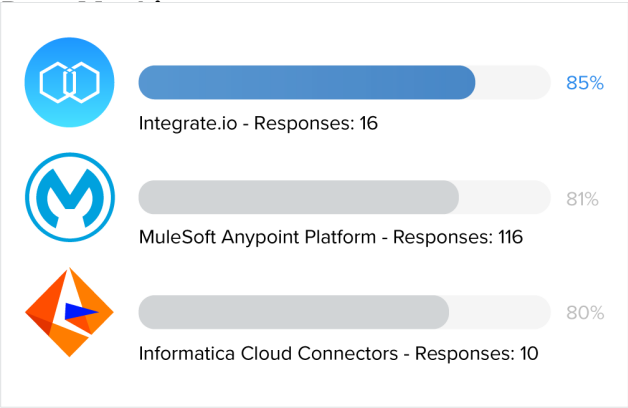 85%
Integrate.io - Responses: 16
81%
MuleSoft Anypoint Platform - Responses: 116
80%
Informatica Cloud Connectors - Responses: 10